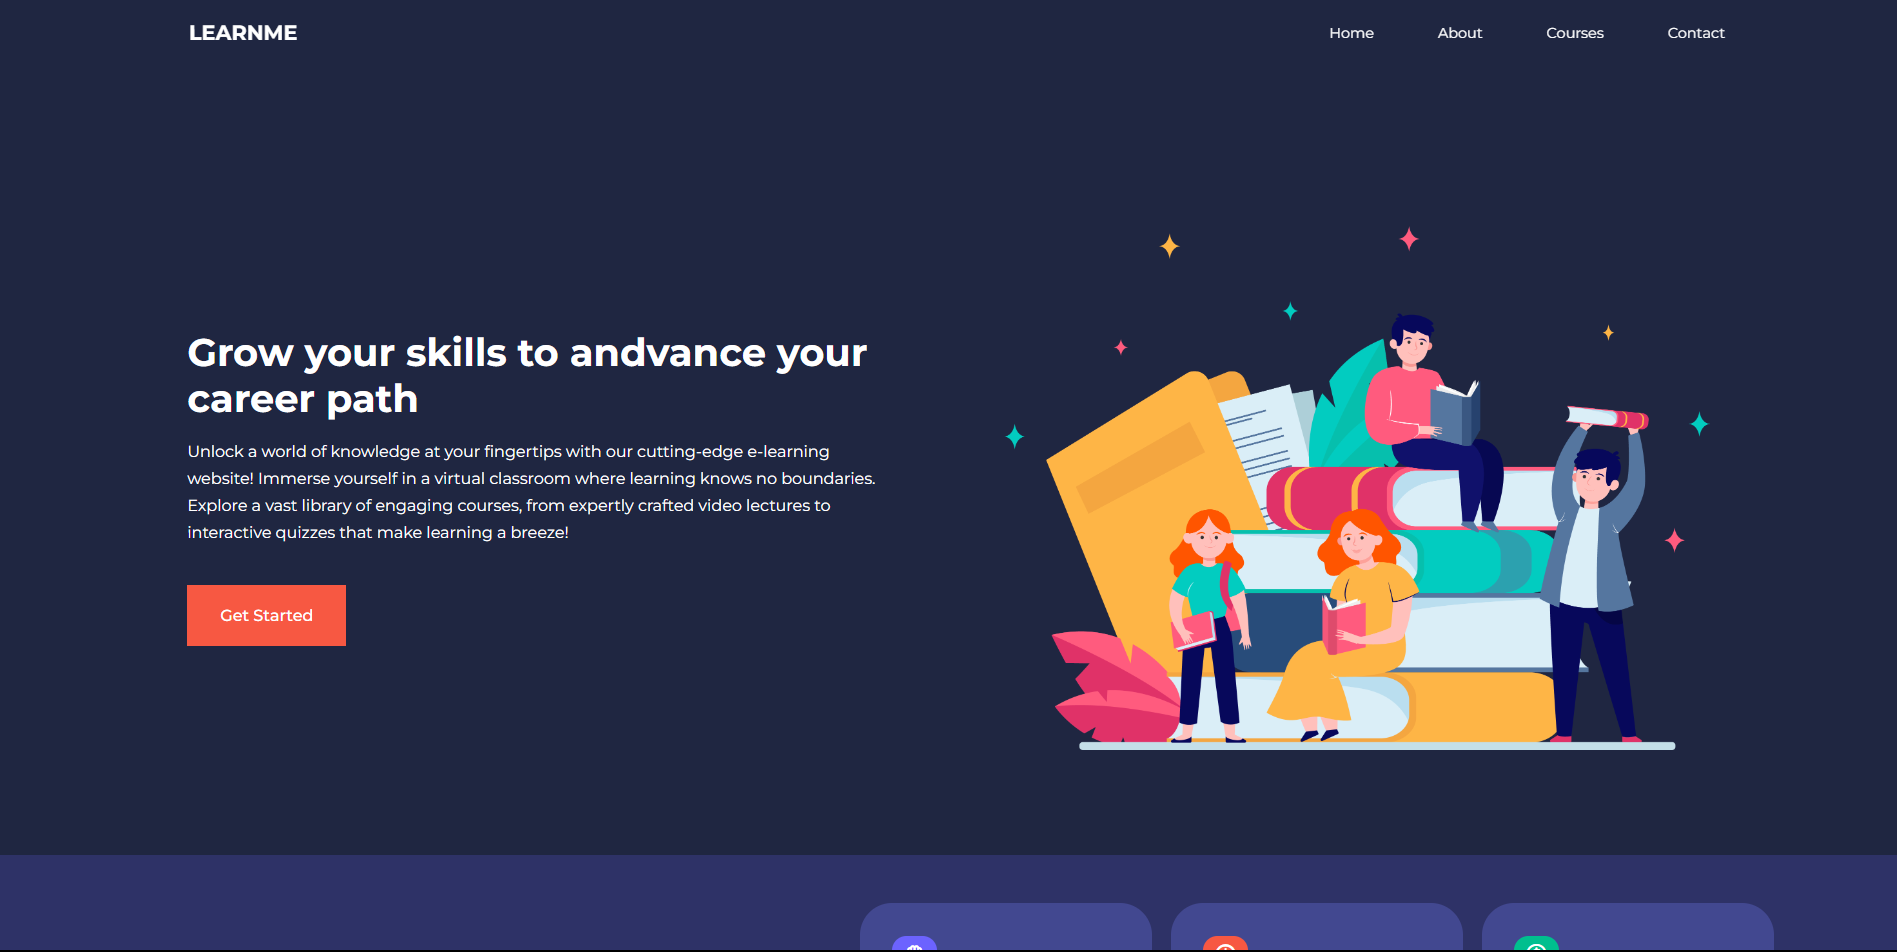 LEARNME
Home About Courses Contact
Grow your skills to andvance your
career path
Unlock a world of knowledge at your fingertips with our cutting-edge e-learning
website! Immerse yourself in a virtual classroom where learning knows no boundaries.
Explore a vast library of engaging courses, from expertly crafted video lectures to
interactive quizzes that make learning a breeze!
Get Started